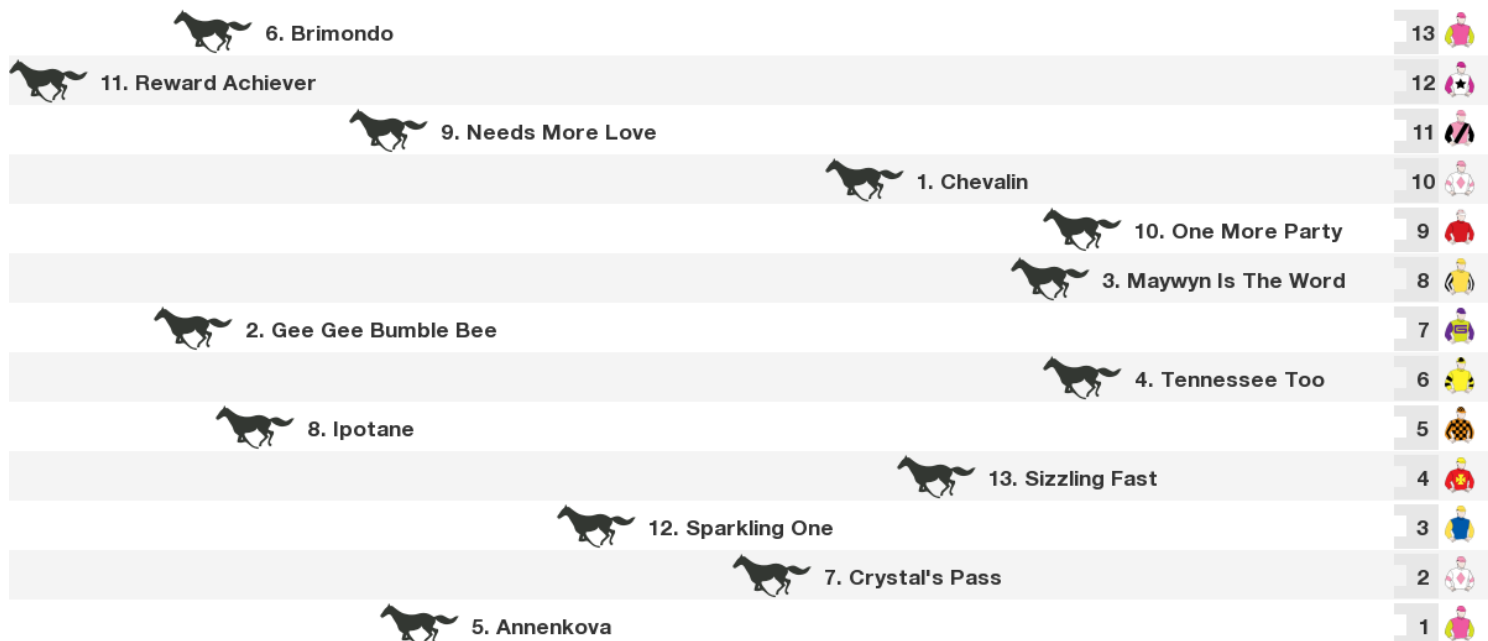 6. Brimondo 13
11. Reward Achiever 12
9. Needs More Love 11
1. Chevalin 10
10. One More Party 9
3. Maywyn Is The Word 8
2. Gee Gee Bumble Bee 7
4. Tennessee Too 6
8. Ipotane 5
13. Sizzling Fast 4
12. Sparkling One 3
7. Crystal's Pass 2
5. Annenkova 1